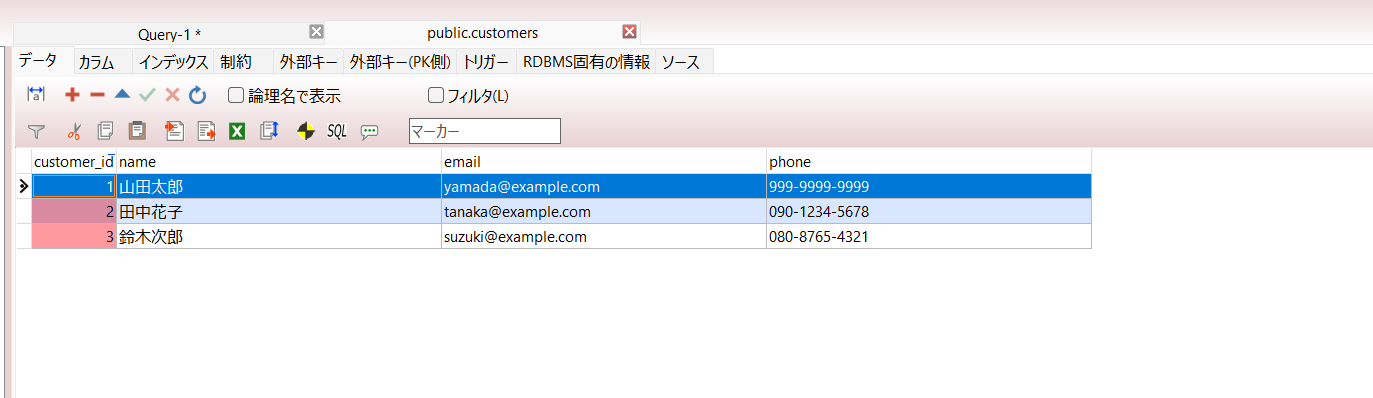 Query-1 * public.customers
データ カラム インデックス 制約 外部キー 外部キー(PK側) トリガー RDBMS固有の情報 ソース
a 論理名で表示 フィルタ(L)
SQL マーカー
customer_id name email phone
1 山田太郎 yamada@example.com 999-9999-9999
2 田中花子 tanaka@example.com 090-1234-5678
3 鈴木次郎 suzuki@example.com 080-8765-4321